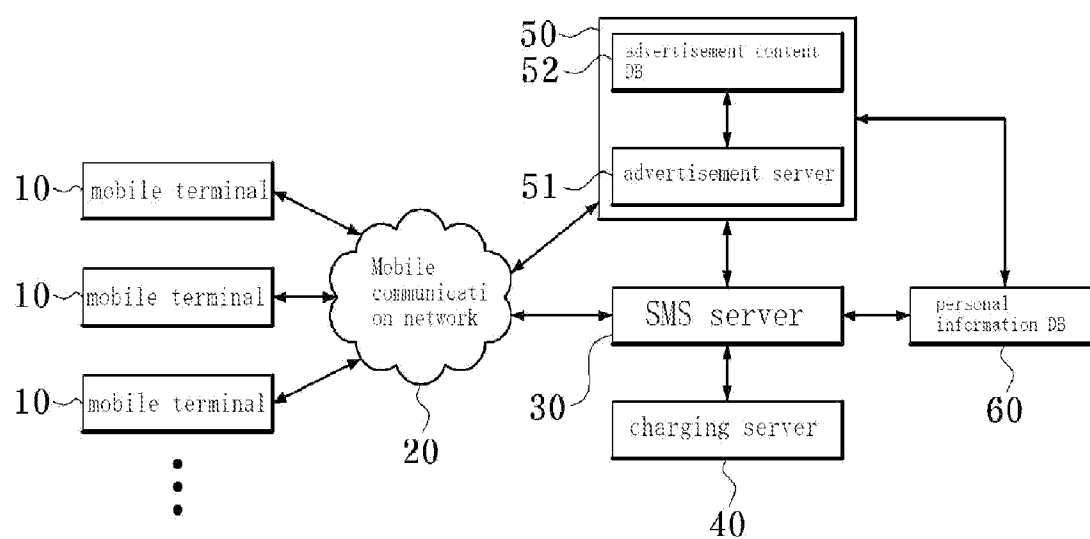 50
52
advertisement content
DB
51
advertisement server
10
mobile terminal
10
mobile terminal
10
mobile terminal
Mobile
communicati
on network
20
SMS server
30
personal
information DB
60
charging server
40